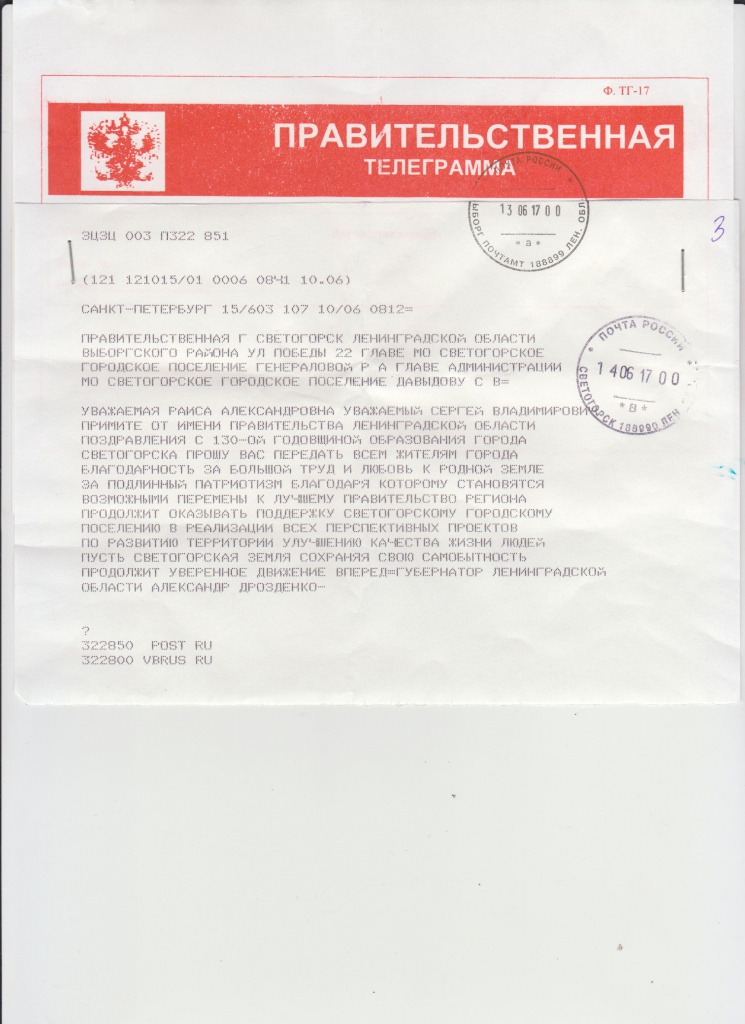 Ф. ТГ-17
ПРАВИТЕЛЬСТВЕННАЯ
ТЕЛЕГРАММА
ПОЧТА РОССИИ
13 06 17 00
ВЫБОРГ ПОЧТАМТ 188899 ЛЕН. ОБЛ.
*а*
3
ЭЦЗЦ 003 П322 851
(121 121015/01 0006 08Ч1 10.06)
САНКТ-ПЕТЕРБУРГ 15/603 107 10/06 0812=
ПРАВИТЕЛЬСТВЕННАЯ Г СВЕТОГОРСК ЛЕНИНГРАДСКОЙ ОБЛАСТИ
ВЫБОРГСКОГО РАЙОНА УЛ ПОБЕДЫ 22 ГЛАВЕ МО СВЕТОГОРСКОЕ
ГОРОДСКОЕ ПОСЕЛЕНИЕ ГЕНЕРАЛОВОЙ Р А ГЛАВЕ АДМИНИСТРАЦИИ
МО СВЕТОГОРСКОЕ ГОРОДСКОЕ ПОСЕЛЕНИЕ ДАВЫДОВУ С В=
ПОЧТА РОССИИ
14 06 17 00
*В*
СВЕТОГОРСК 188990 ЛЕН
УВАЖАЕМАЯ РАИСА АЛЕКСАНДРОВНА УВАЖАЕМЫЙ СЕРГЕЙ ВЛАДИМИРОВИЧ
ПРИМИТЕ ОТ ИМЕНИ ПРАВИТЕЛЬСТВА ЛЕНИНГРАДСКОЙ ОБЛАСТИ
ПОЗДРАВЛЕНИЯ С 130-ОЙ ГОДОВЩИНОЙ ОБРАЗОВАНИЯ ГОРОДА
СВЕТОГОРСКА ПРОШУ ВАС ПЕРЕДАТЬ ВСЕМ ЖИТЕЛЯМ ГОРОДА
БЛАГОДАРНОСТЬ ЗА БОЛЬШОЙ ТРУД И ЛЮБОВЬ К РОДНОЙ ЗЕМЛЕ
ЗА ПОДЛИННЫЙ ПАТРИОТИЗМ БЛАГОДАРЯ КОТОРОМУ СТАНОВЯТСЯ
ВОЗМОЖНЫМИ ПЕРЕМЕНЫ К ЛУЧШЕМУ ПРАВИТЕЛЬСТВО РЕГИОНА
ПРОДОЛЖИТ ОКАЗЫВАТЬ ПОДДЕРЖКУ СВЕТОГОРСКОМУ ГОРОДСКОМУ
ПОСЕЛЕНИЮ В РЕАЛИЗАЦИИ ВСЕХ ПЕРСПЕКТИВНЫХ ПРОЕКТОВ
ПО РАЗВИТИЮ ТЕРРИТОРИИ УЛУЧШЕНИЮ КАЧЕСТВА ЖИЗНИ ЛЮДЕЙ
ПУСТЬ СВЕТОГОРСКАЯ ЗЕМЛЯ СОХРАНЯЯ СВОЮ САМОБЫТНОСТЬ
ПРОДОЛЖИТ УВЕРЕННОЕ ДВИЖЕНИЕ ВПЕРЕД=ГУБЕРНАТОР ЛЕНИНГРАДСКОЙ
ОБЛАСТИ АЛЕКСАНДР ДРОЗДЕНКО-
?
322850 POST RU
322800 VBRUS RU